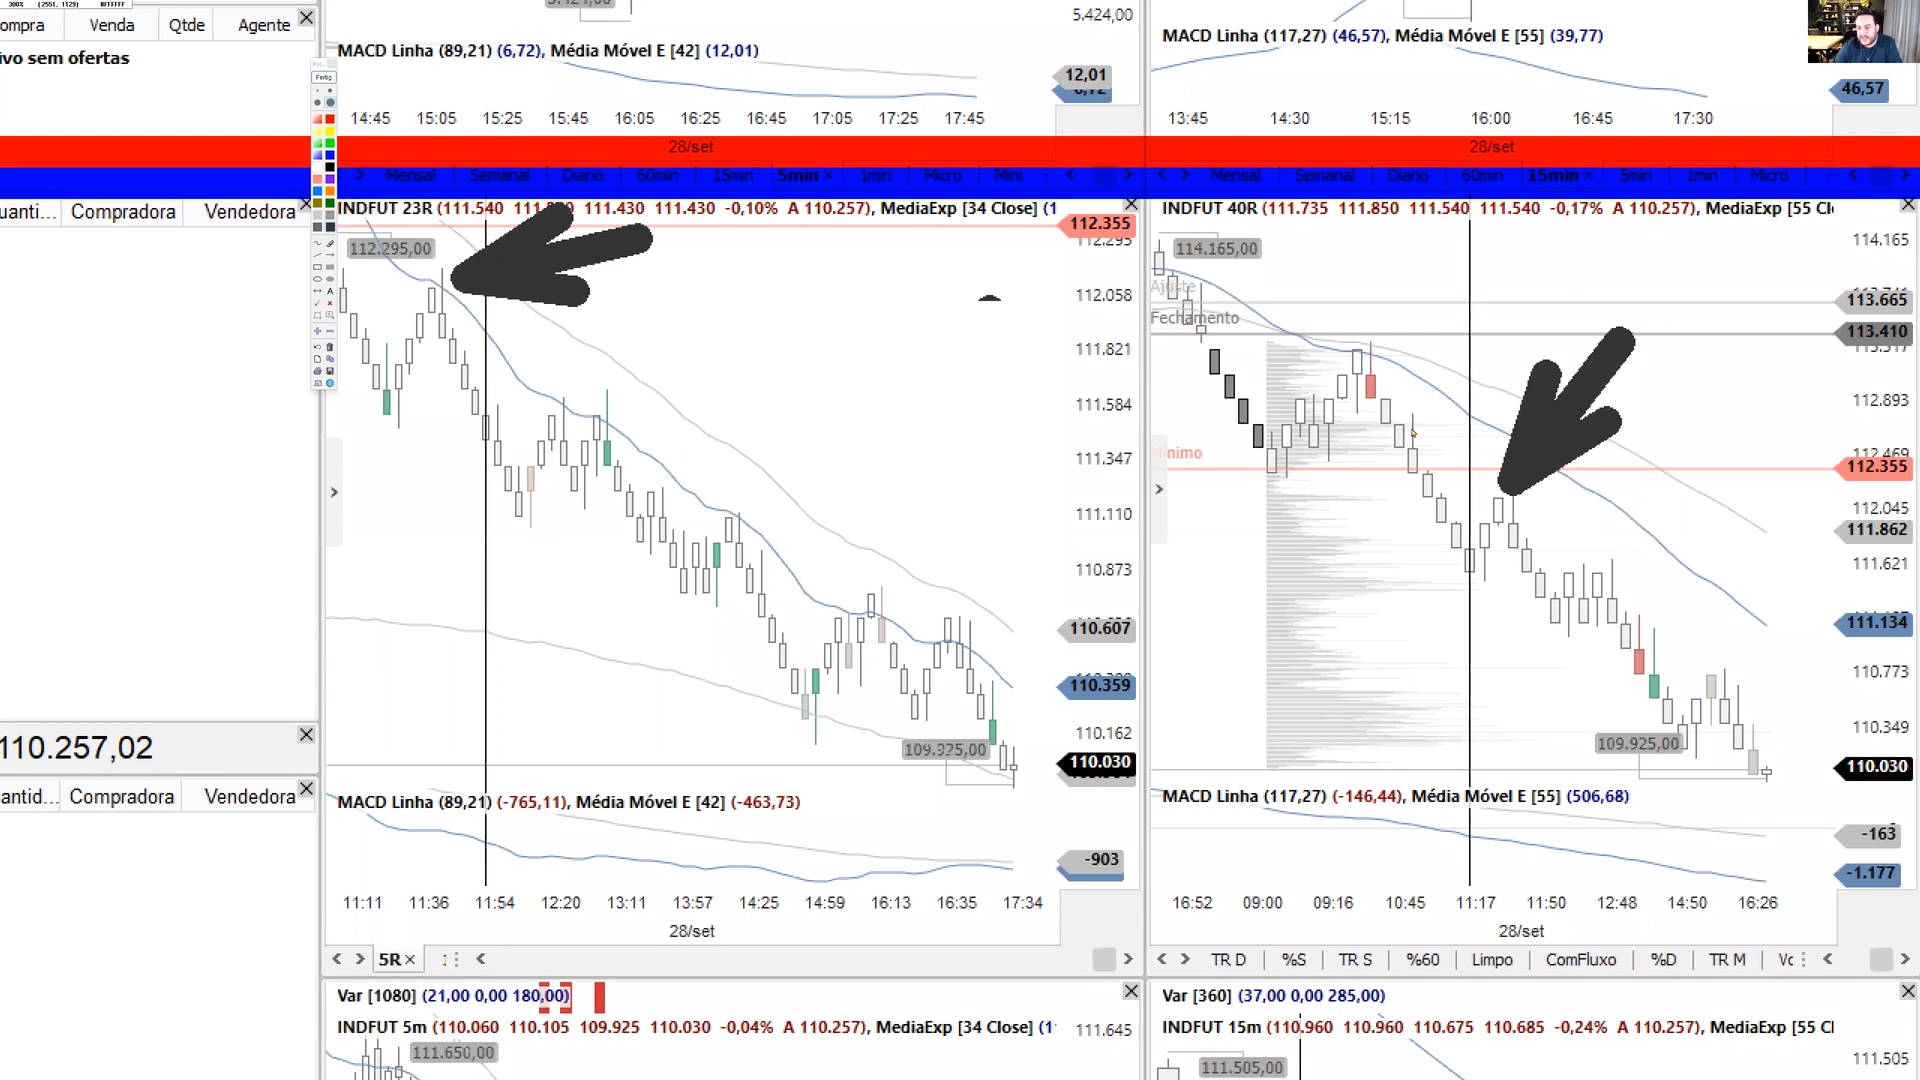 300% (2551, 1129) #FFFFFF
ompra Venda Qtde Agente
ivo sem ofertas
Fertig
5.424,00
MACD Linha (89,21) (6,72), Média Móvel E [42] (12,01)
12,01
14:45 15:05 15:25 15:45 16:05 16:25 16:45 17:05 17:25 17:45
28/set
MACD Linha (117,27) (46,57), Média Móvel E [55] (39,77)
46,57
13:45 14:30 15:15 16:00 16:45 17:30
28/set
Mensal Semanal Diario 60min 15min 5min 1min Micro Mini
Mensal Semanal Diario 60min 15min 5min 1min Micro
uanti... Compradora Vendedora
INDFUT 23R (111.540 111.430 111.430 -0,10% A 110.257), MediaExp [34 Close] (1
112.295,00
112.355
112.295
112.058
111.821
111.584
111.347
111.110
110.873
110.607
110.359
110.162
109.925,00
110.030
MACD Linha (89,21) (-765,11), Média Móvel E [42] (-463,73)
-903
11:11 11:36 11:54 12:20 13:11 13:57 14:25 14:59 16:13 16:35 17:34
28/set
5R
INDFUT 40R (111.735 111.850 111.540 111.540 -0,17% A 110.257), MediaExp [55 Cl
114.165,00
114.165
Ajuste
113.665
Fechamento
113.410
112.893
Mínimo
112.469
112.355
112.045
111.862
111.621
111.134
110.773
110.349
109.925,00
110.030
MACD Linha (117,27) (-146,44), Média Móvel E [55] (506,68)
-163
-1.177
16:52 09:00 09:16 10:45 11:17 11:50 12:48 14:50 16:26
28/set
TR D %S TR S %60 Limpo ComFluxo %D TR M Vc
110.257,02
antid... Compradora Vendedora
Var [1080] (21,00 0,00 180,00)
INDFUT 5m (110.060 110.105 109.925 110.030 -0,04% A 110.257), MediaExp [34 Close] (1
111.650,00
111.645
Var [360] (37,00 0,00 285,00)
INDFUT 15m (110.960 110.960 110.675 110.685 -0,24% A 110.257), MediaExp [55 Cl
111.505,00
111.505